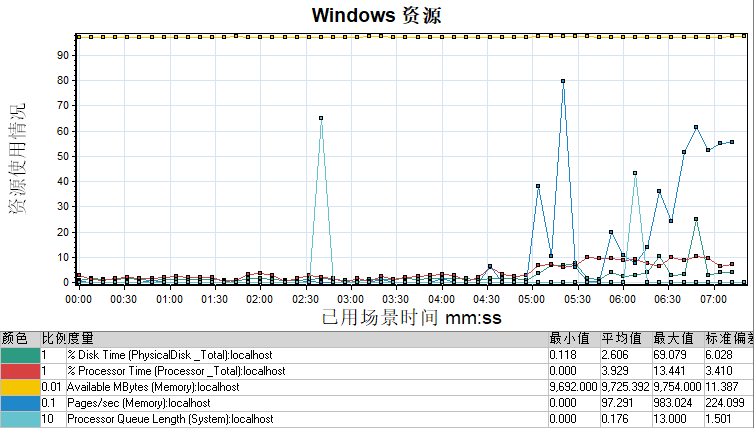 Windows 资源
90
80
70
60
50
40
30
20
10
0
资源使用情况
00:00 00:30 01:00 01:30 02:00 02:30 03:00 03:30 04:00 04:30 05:00 05:30 06:00 06:30 07:00
已用场景时间 mm:ss
颜色 比例 度量 最小值 平均值 最大值 标准偏差
1 % Disk Time (PhysicalDisk _Total):localhost 0.118 2.606 69.079 6.028
1 % Processor Time (Processor _Total):localhost 0.000 3.929 13.441 3.410
0.01 Available MBytes (Memory):localhost 9,692.000 9,725.392 9,754.000 11.387
0.1 Pages/sec (Memory):localhost 0.000 97.291 983.024 224.099
10 Processor Queue Length (System):localhost 0.000 0.176 13.000 1.501